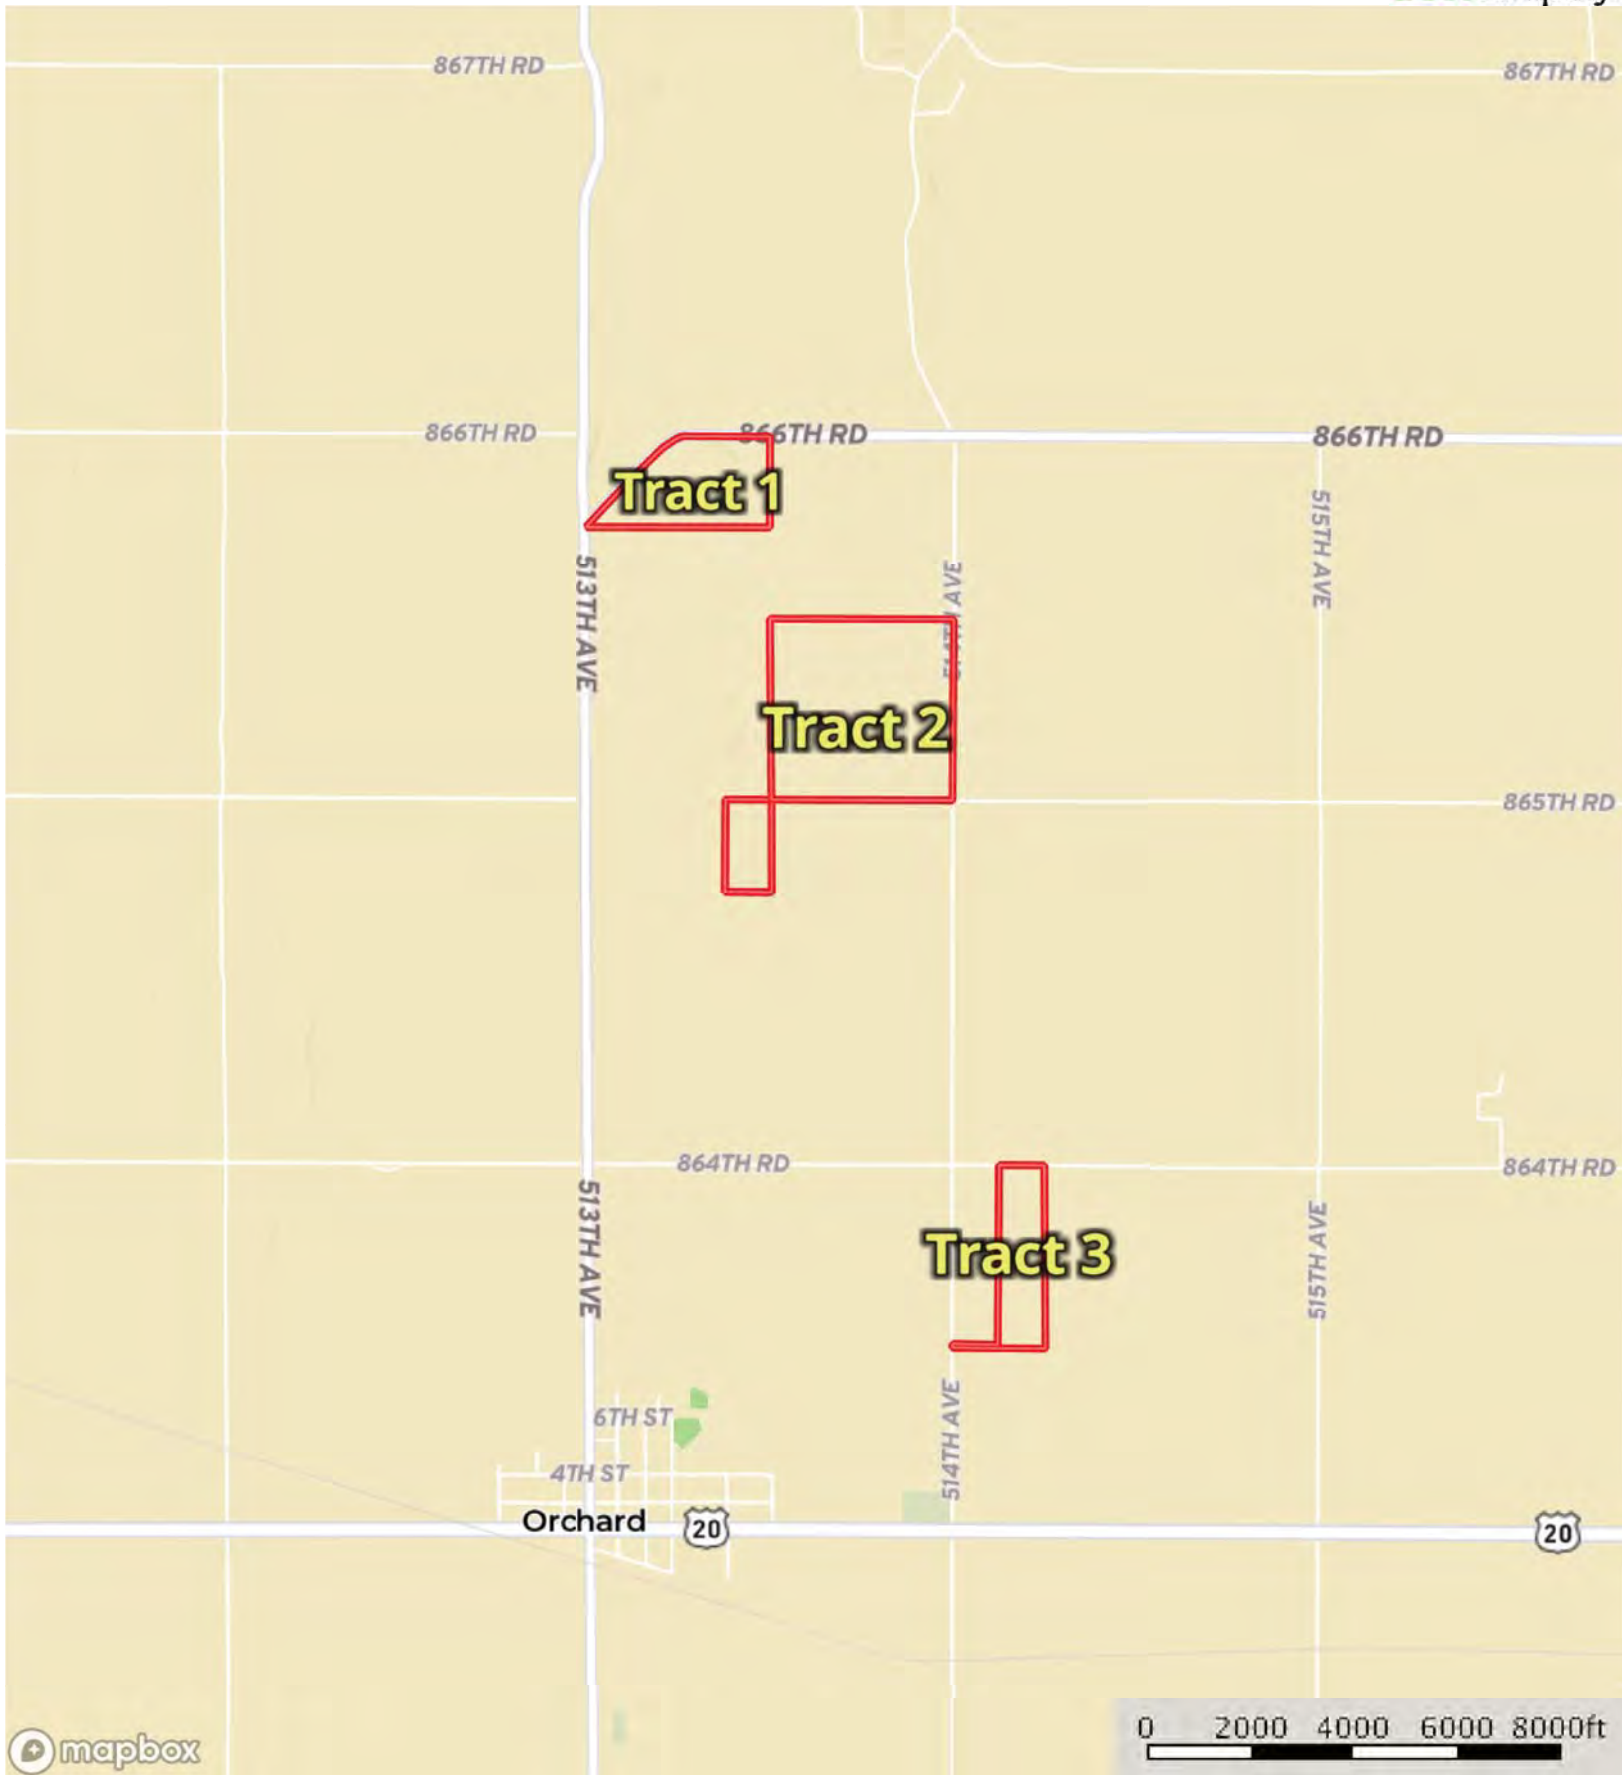 867TH RD
867TH RD
866TH RD
866TH RD
866TH RD
Tract 1
515TH AVE
513TH AVE
514TH AVE
Tract 2
865TH RD
864TH RD
864TH RD
513TH AVE
Tract 3
515TH AVE
514TH AVE
6TH ST
4TH ST
Orchard
20
20
0 2000 4000 6000 8000ft
mapbox